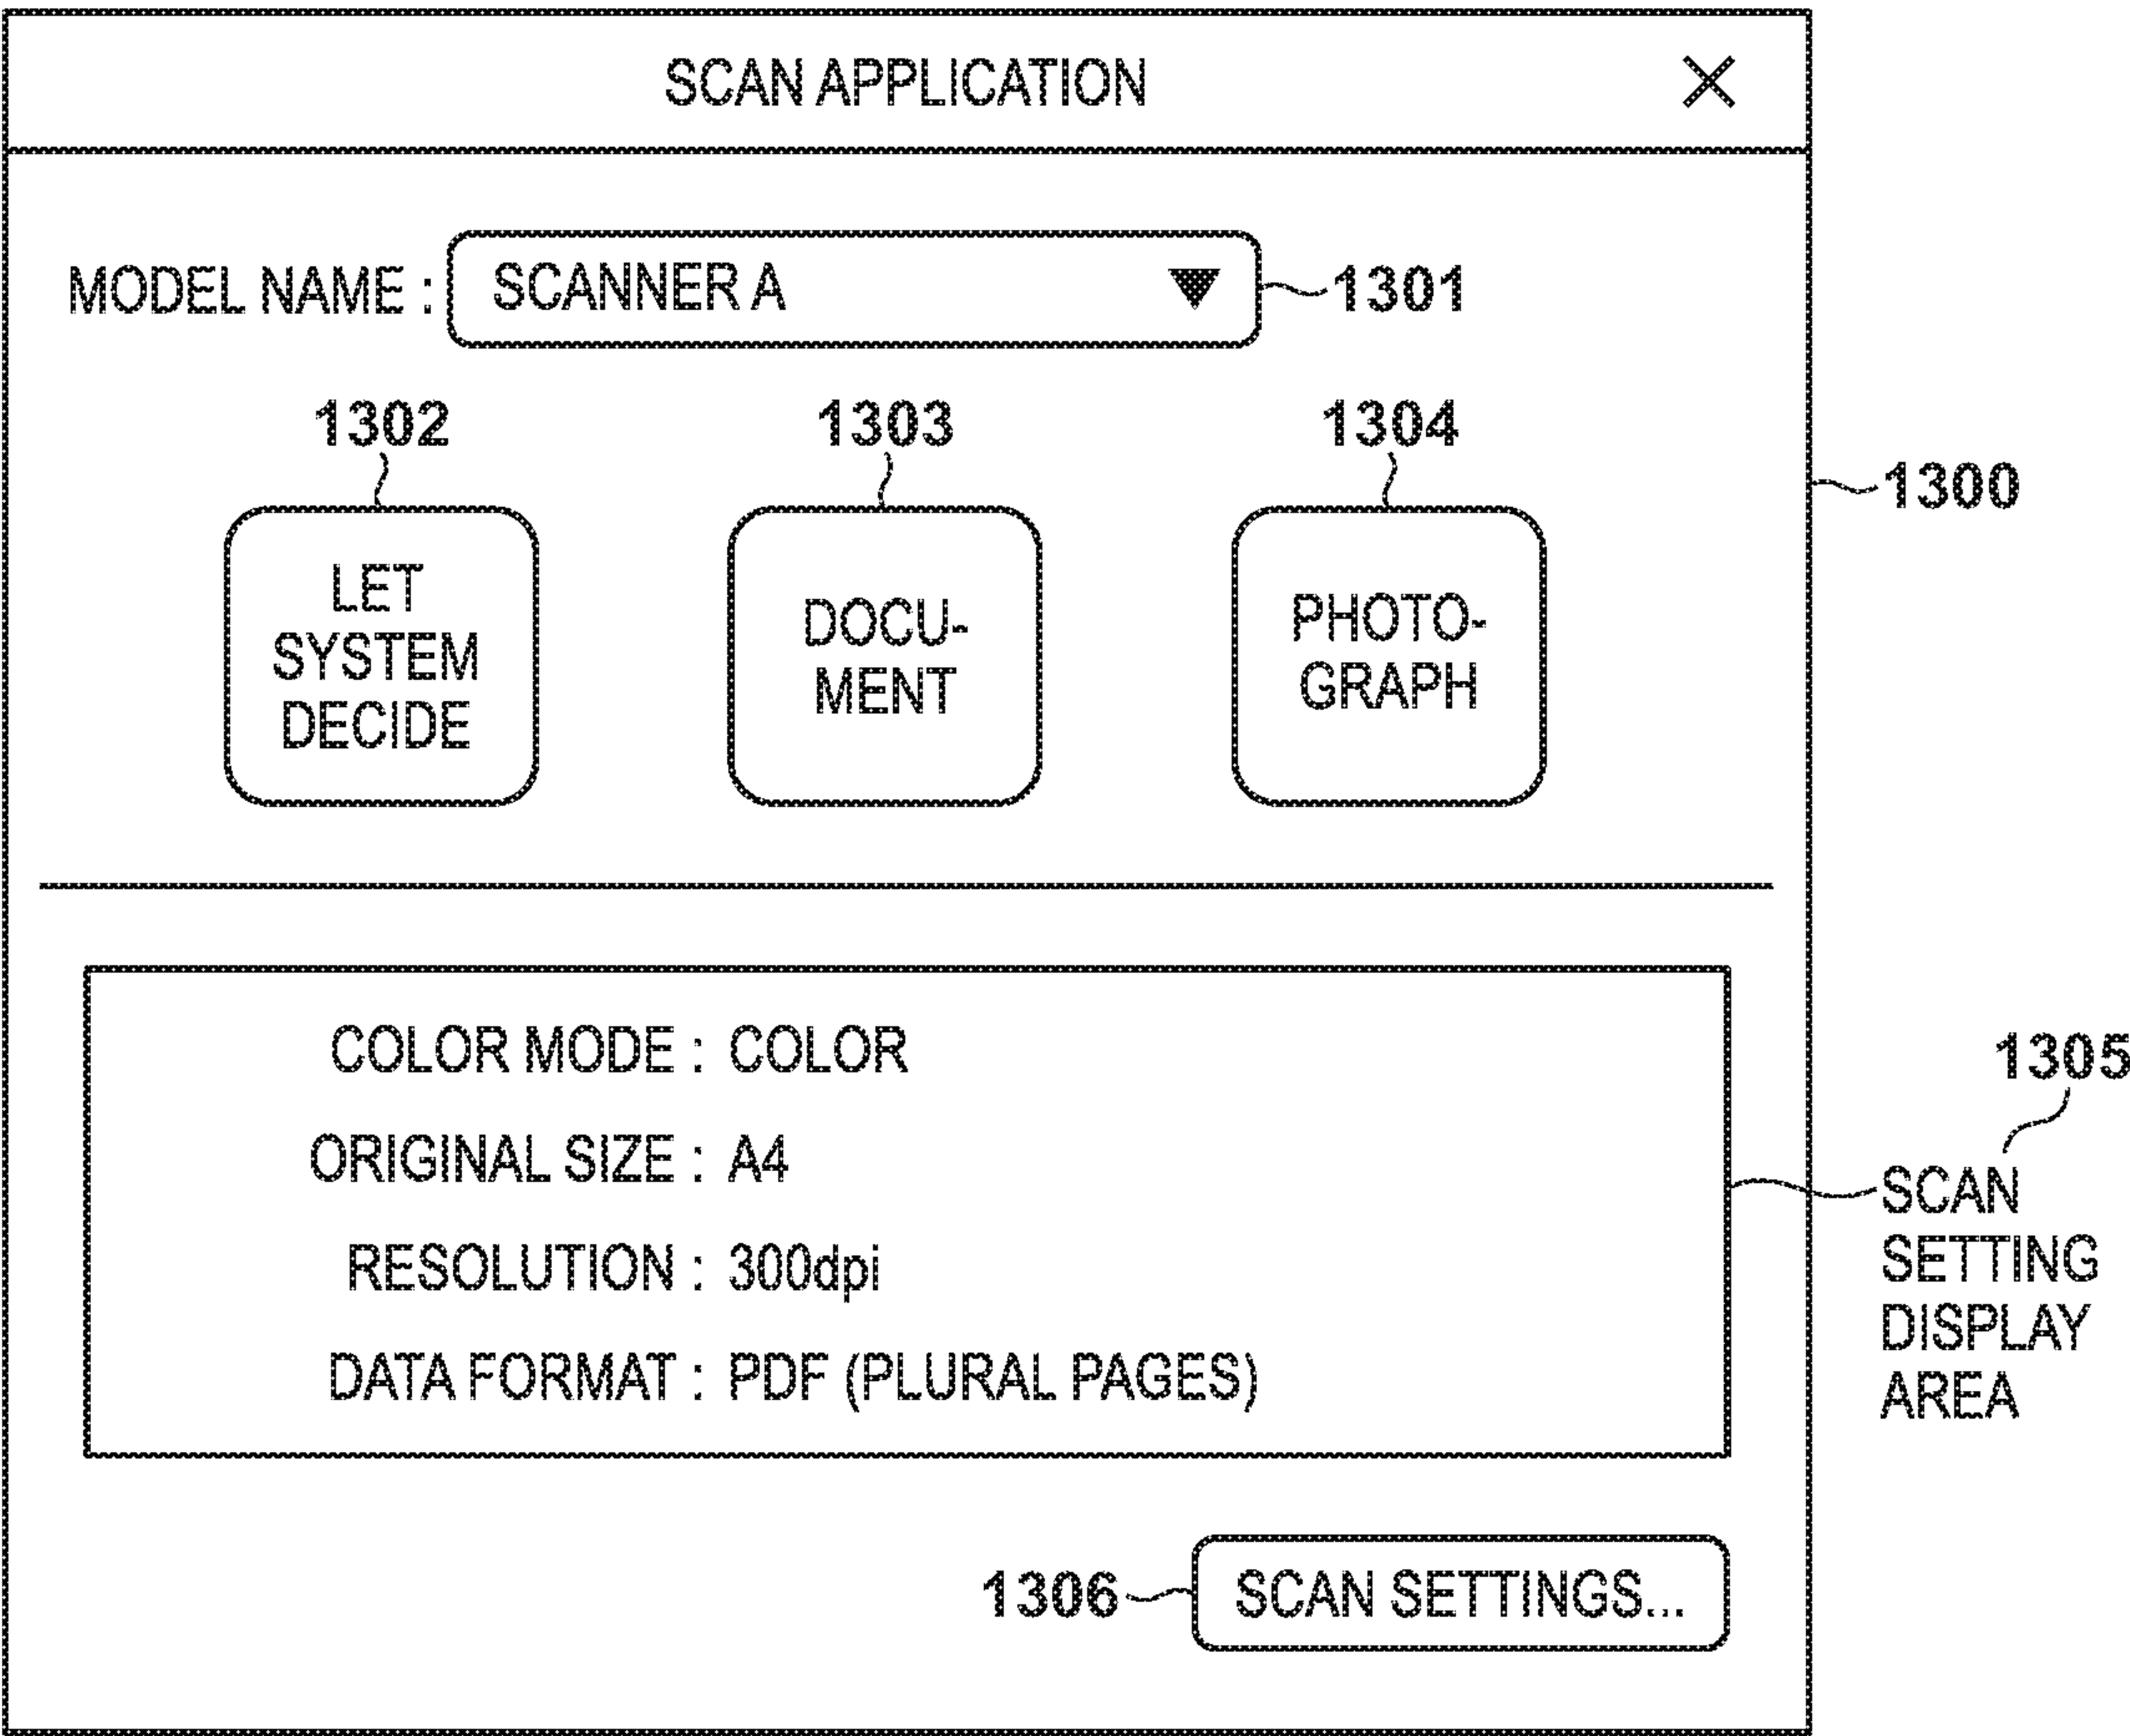 SCAN APPLICATION
MODEL NAME : SCANNER A ▼ 1301
1302 1303 1304
1300
LET
SYSTEM
DECIDE
DOCU-
MENT
PHOTO-
GRAPH
COLOR MODE : COLOR
ORIGINAL SIZE : A4
RESOLUTION : 300dpi
DATA FORMAT : PDF (PLURAL PAGES)
1305
SCAN
SETTING
DISPLAY
AREA
1306 SCAN SETTINGS...